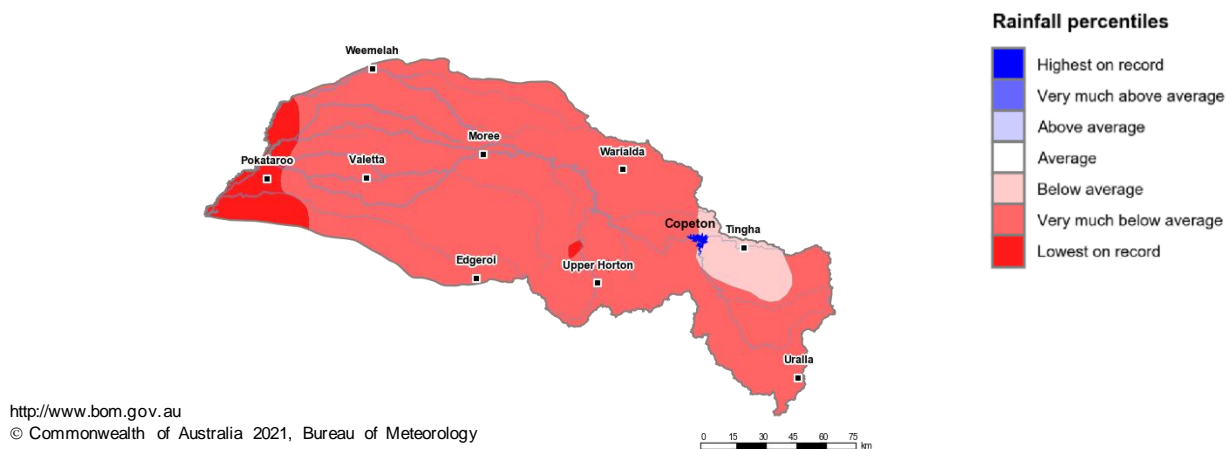 Rainfall percentiles
Highest on record
Very much above average
Above average
Average
Below average
Very much below average
Lowest on record
Weemelah
Moree
Warialda
Pokataroo
Valetta
Copeton
Tingha
Edgeroi
Upper Horton
Uralla
http://www.bom.gov.au
© Commonwealth of Australia 2021, Bureau of Meteorology
0 15 30 45 60 75
km